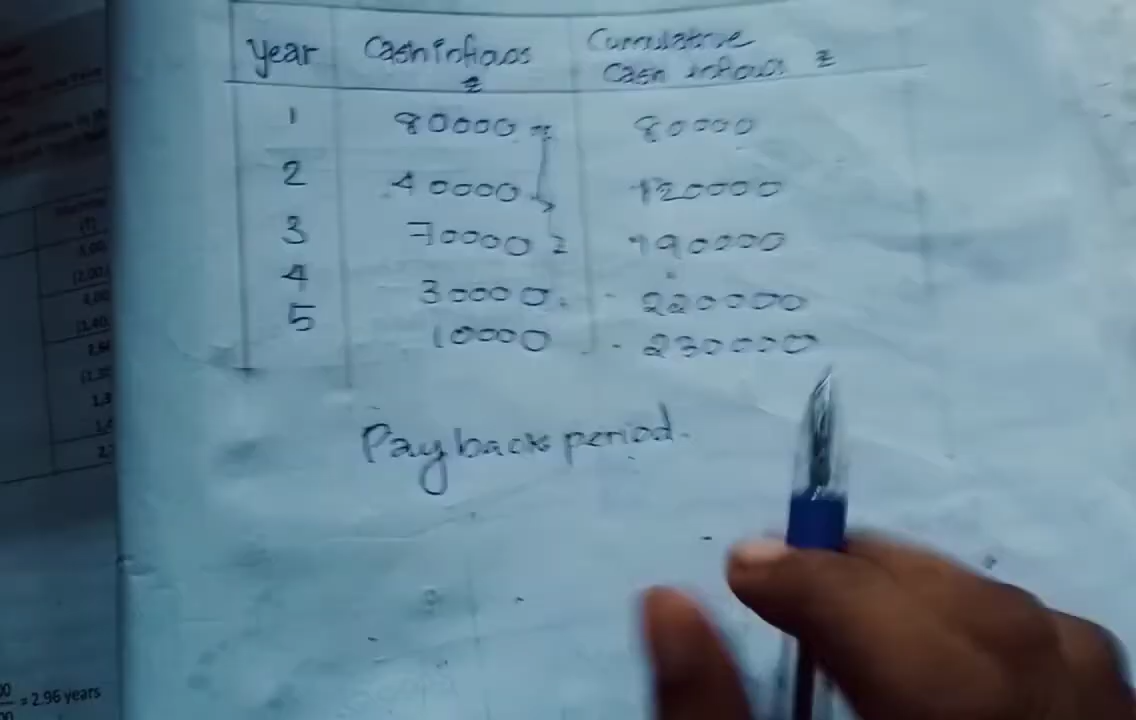 Year Cash inflows Cumulative
₹ Cash inflows ₹
1 80000 80000
2 40000 120000
3 70000 190000
4 30000 220000
5 10000 230000
Payback period.
(₹)
= 2.96 years